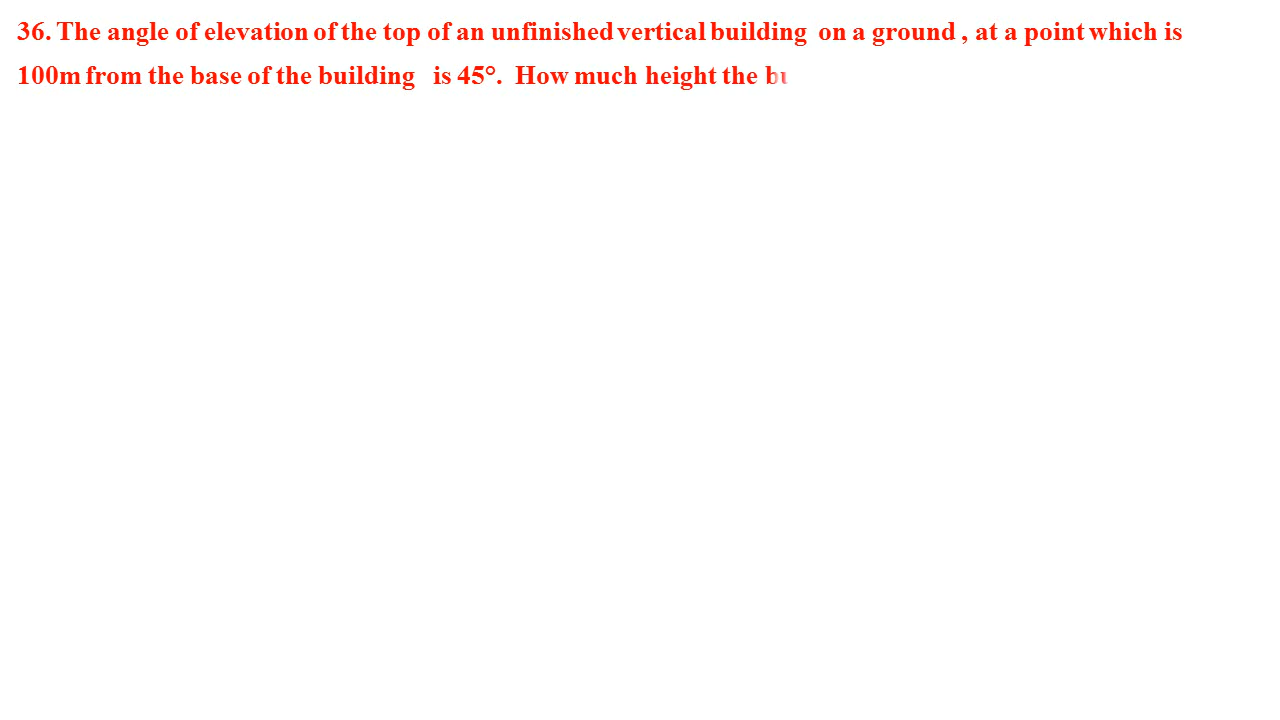 36. The angle of elevation of the top of an unfinished vertical building on a ground , at a point which is
100m from the base of the building is 45°. How much height the